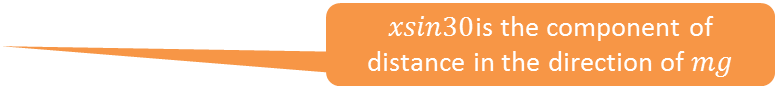 xsin30is the component of
distance in the direction of mg